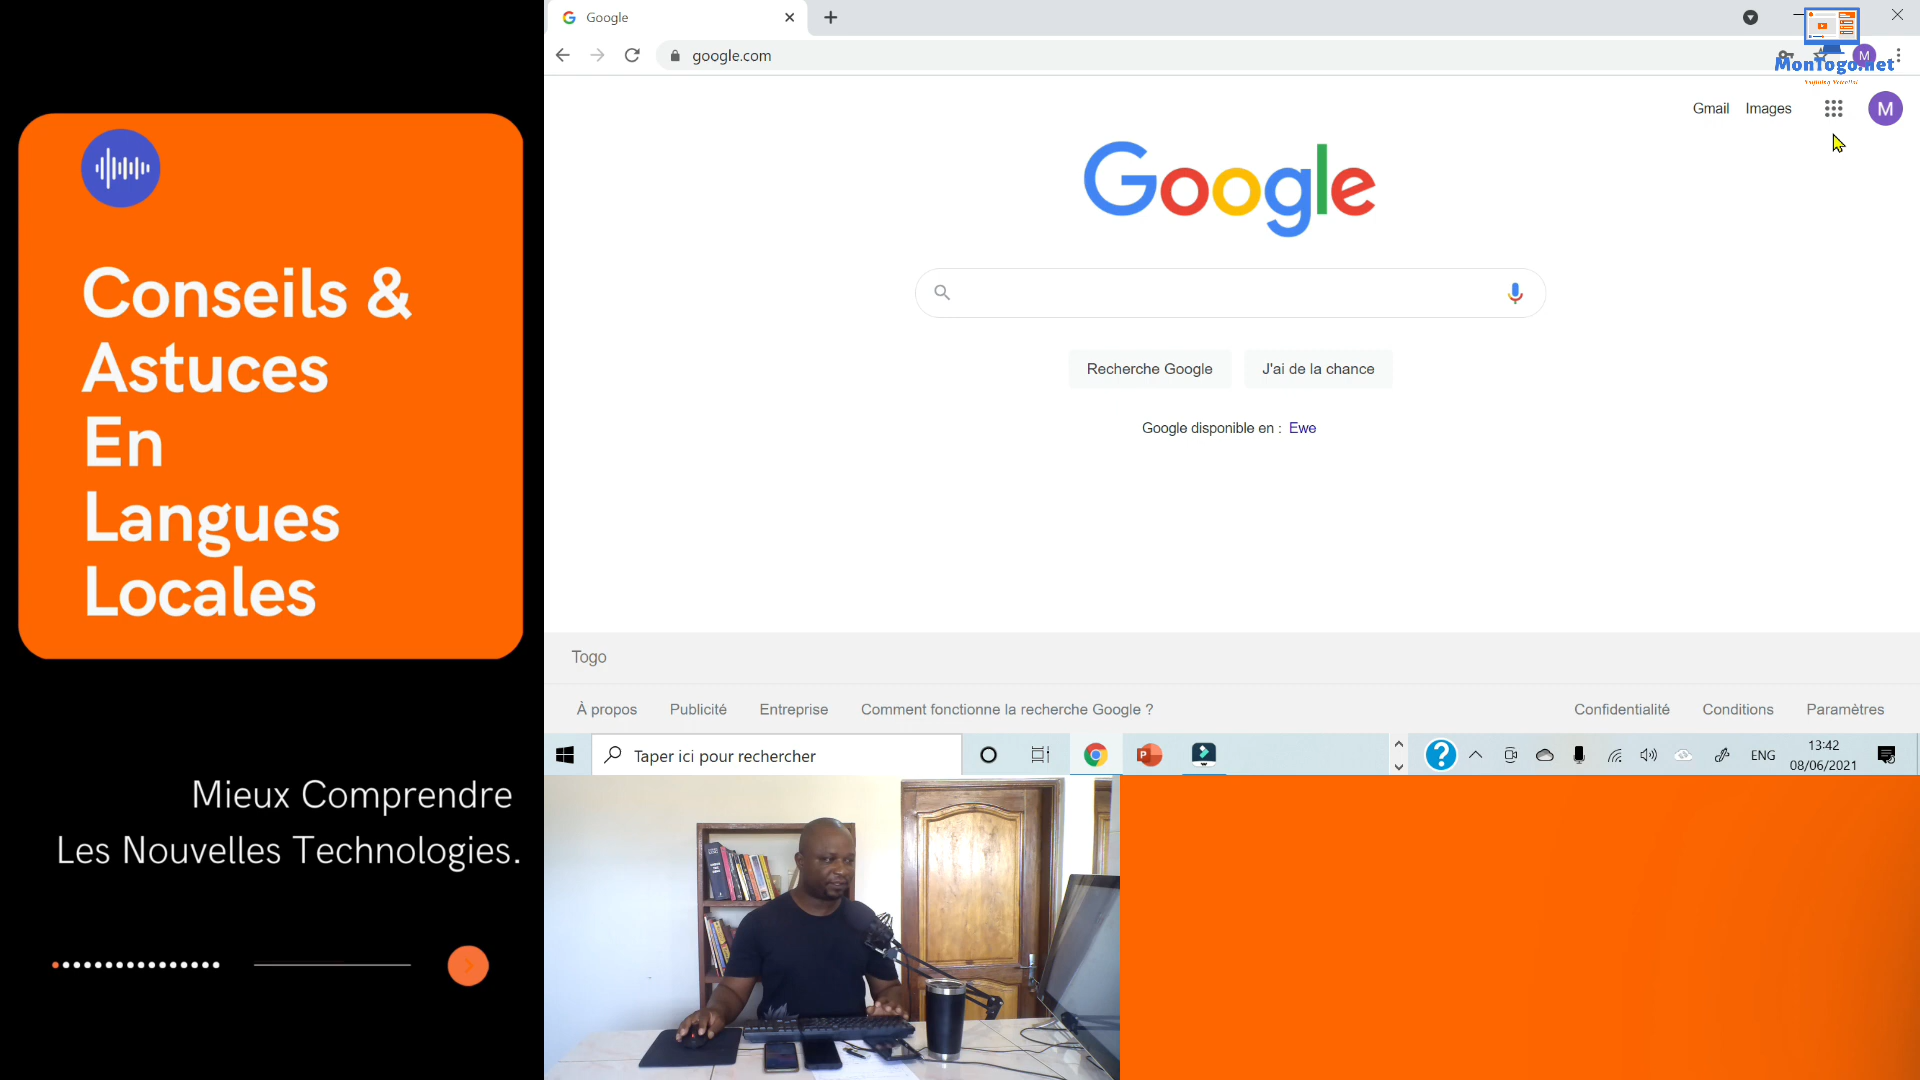 Conseils &
Astuces
En
Langues
Locales
Mieux Comprendre
Les Nouvelles Technologies.
Google
google.com
MonTogo.net
M
Gmail Images
M
Google
Recherche Google J'ai de la chance
Google disponible en : Ewe
Togo
À propos Publicité Entreprise Comment fonctionne la recherche Google ? Confidentialité Conditions Paramètres
Taper ici pour rechercher
P
?
ENG
13:42
08/06/2021